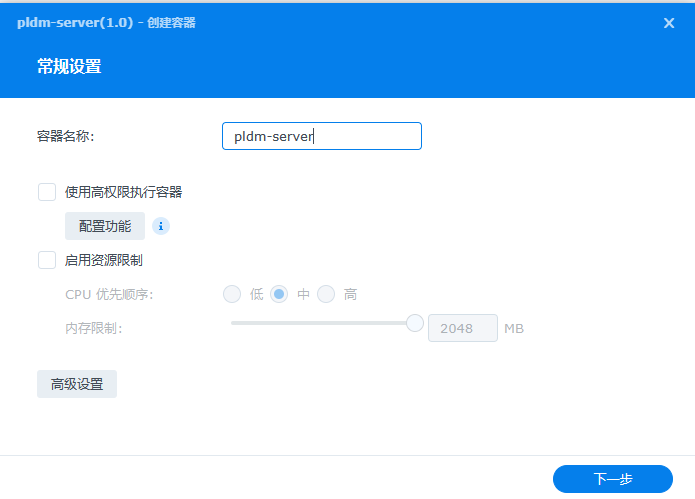 pldm-server(1.0) - 创建容器
常规设置
容器名称:
pldm-server
使用高权限执行容器
配置功能
启用资源限制
CPU 优先顺序: 低 中 高
内存限制: 2048 MB
高级设置
下一步